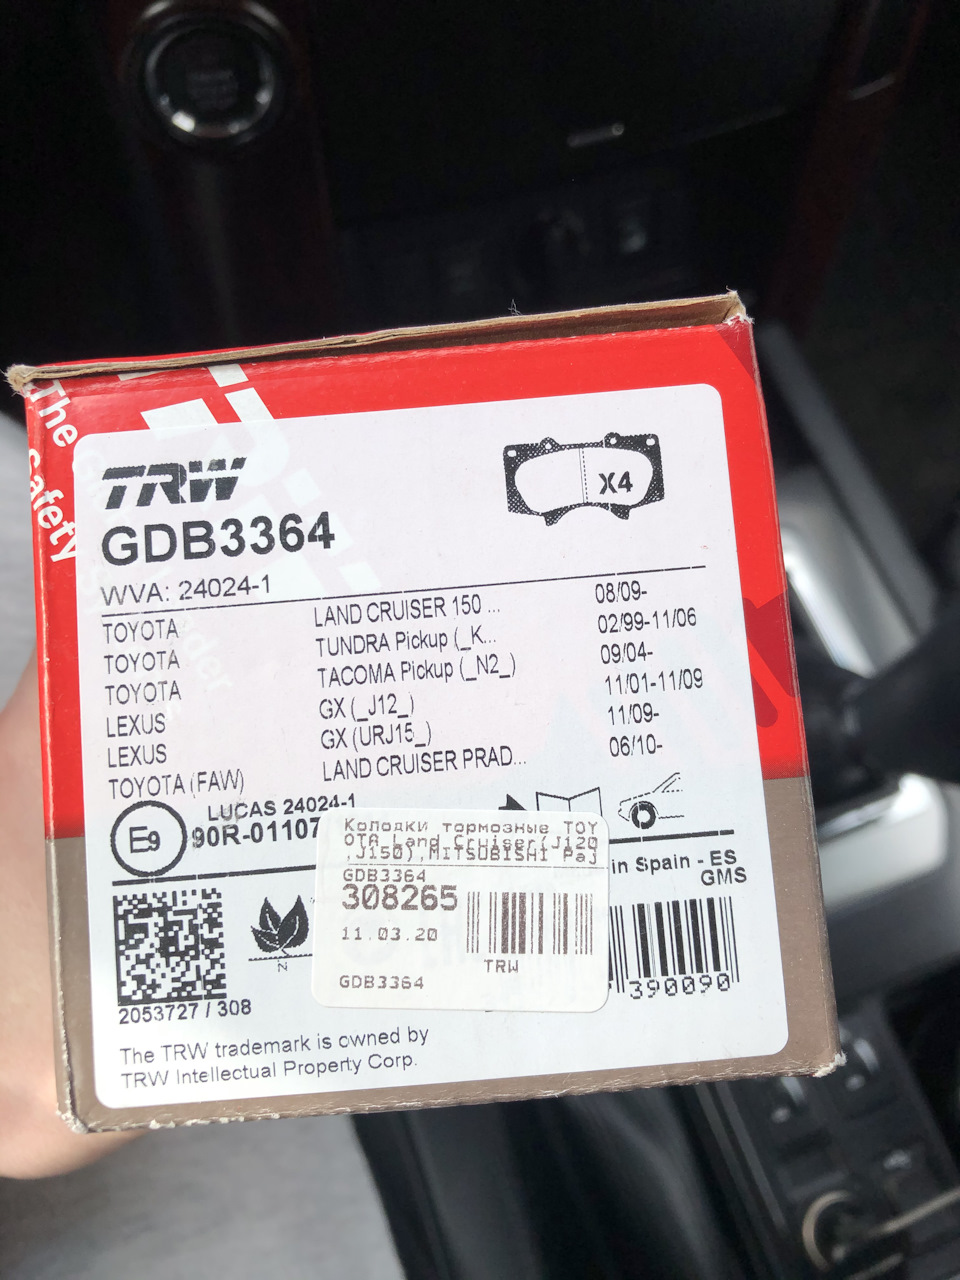 The
Safety
TRW
GDB3364
X4
WVA: 24024-1
TOYOTA LAND CRUISER 150 ... 08/09-
TOYOTA TUNDRA Pickup (_K... 02/99-11/06
TOYOTA TACOMA Pickup (_N2_) 09/04-
LEXUS GX (_J12_) 11/01-11/09
LEXUS GX (URJ15_) 11/09-
TOYOTA (FAW) LAND CRUISER PRAD... 06/10-
E9
LUCAS 24024-1
90R-01107
in Spain - ES
GMS
Колодки тормозные TOY
OTA Land Cruiser(J120
,J150),MITSUBISHI Paj
GDB3364
308265
11.03.20
TRW
GDB3364
N
390090
2053727 / 308
The TRW trademark is owned by
TRW Intellectual Property Corp.